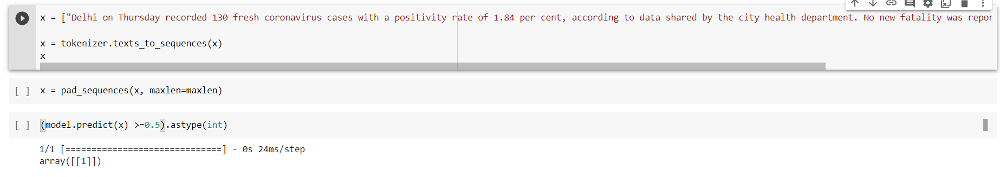 x = ["Delhi on Thursday recorded 130 fresh coronavirus cases with a positivity rate of 1.84 per cent, according to data shared by the city health department. No new fatality was repor
x = tokenizer.texts_to_sequences(x)
x
[ ] x = pad_sequences(x, maxlen=maxlen)
[ ] (model.predict(x) >=0.5).astype(int)
1/1 [==============================] - 0s 24ms/step
array([[1]])